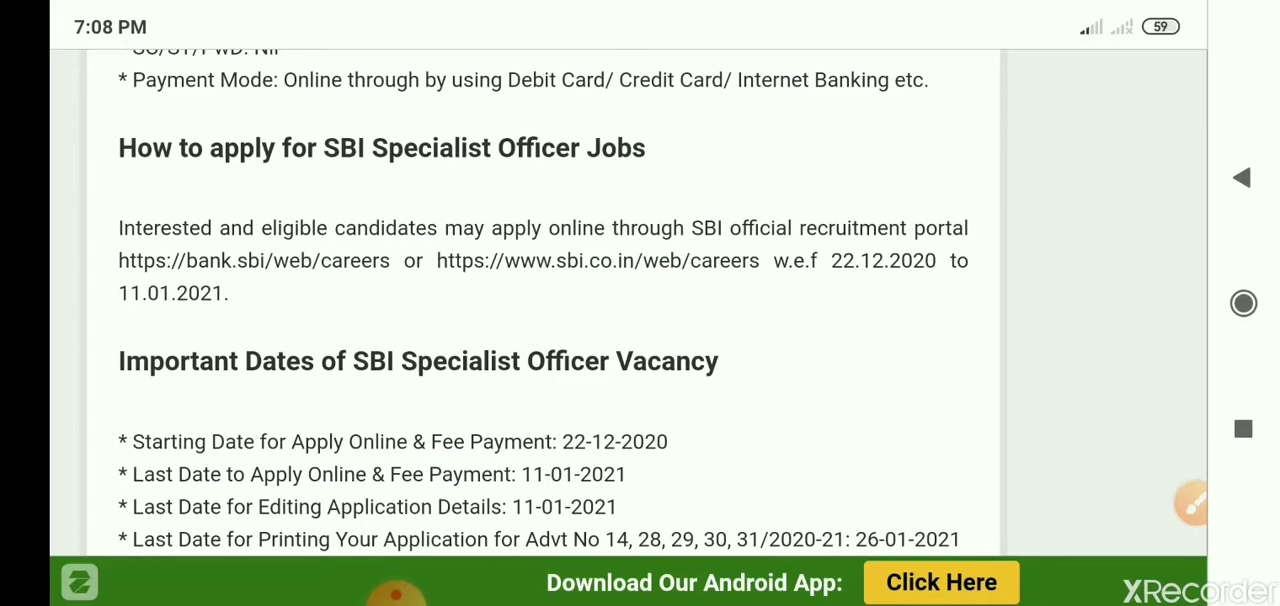 7:08 PM
59
SC/ST/PWD: Nil
* Payment Mode: Online through by using Debit Card/ Credit Card/ Internet Banking etc.
How to apply for SBI Specialist Officer Jobs
Interested and eligible candidates may apply online through SBI official recruitment portal
https://bank.sbi/web/careers or https://www.sbi.co.in/web/careers w.e.f 22.12.2020 to
11.01.2021.
Important Dates of SBI Specialist Officer Vacancy
* Starting Date for Apply Online & Fee Payment: 22-12-2020
* Last Date to Apply Online & Fee Payment: 11-01-2021
* Last Date for Editing Application Details: 11-01-2021
* Last Date for Printing Your Application for Advt No 14, 28, 29, 30, 31/2020-21: 26-01-2021
Download Our Android App: Click Here
XRecorder